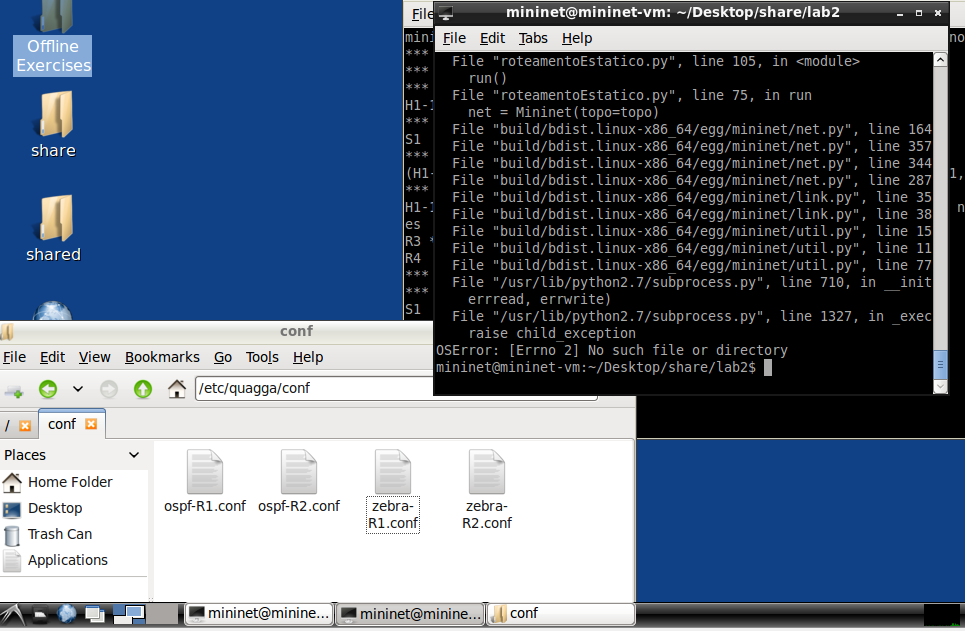 Offline
Exercises
share
shared
File
mini
***
***
***
H1-1
***
S1
***
(H1-
***
H1-1
es
R3 *
R4
***
***
S1
no
1,
n
mininet@mininet-vm: ~/Desktop/share/lab2
File Edit Tabs Help
File "roteamentoEstatico.py", line 105, in <module>
run()
File "roteamentoEstatico.py", line 75, in run
net = Mininet(topo=topo)
File "build/bdist.linux-x86_64/egg/mininet/net.py", line 164
File "build/bdist.linux-x86_64/egg/mininet/net.py", line 357
File "build/bdist.linux-x86_64/egg/mininet/net.py", line 344
File "build/bdist.linux-x86_64/egg/mininet/net.py", line 287
File "build/bdist.linux-x86_64/egg/mininet/link.py", line 35
File "build/bdist.linux-x86_64/egg/mininet/link.py", line 38
File "build/bdist.linux-x86_64/egg/mininet/util.py", line 15
File "build/bdist.linux-x86_64/egg/mininet/util.py", line 11
File "build/bdist.linux-x86_64/egg/mininet/util.py", line 77
File "/usr/lib/python2.7/subprocess.py", line 710, in __init
errread, errwrite)
File "/usr/lib/python2.7/subprocess.py", line 1327, in _exec
raise child_exception
OSError: [Errno 2] No such file or directory
mininet@mininet-vm:~/Desktop/share/lab2$
conf
File Edit View Bookmarks Go Tools Help
/etc/quagga/conf
/ conf
Places
Home Folder
Desktop
Trash Can
Applications
ospf-R1.conf ospf-R2.conf zebra-
R1.conf
zebra-
R2.conf
mininet@minine... mininet@minine... conf